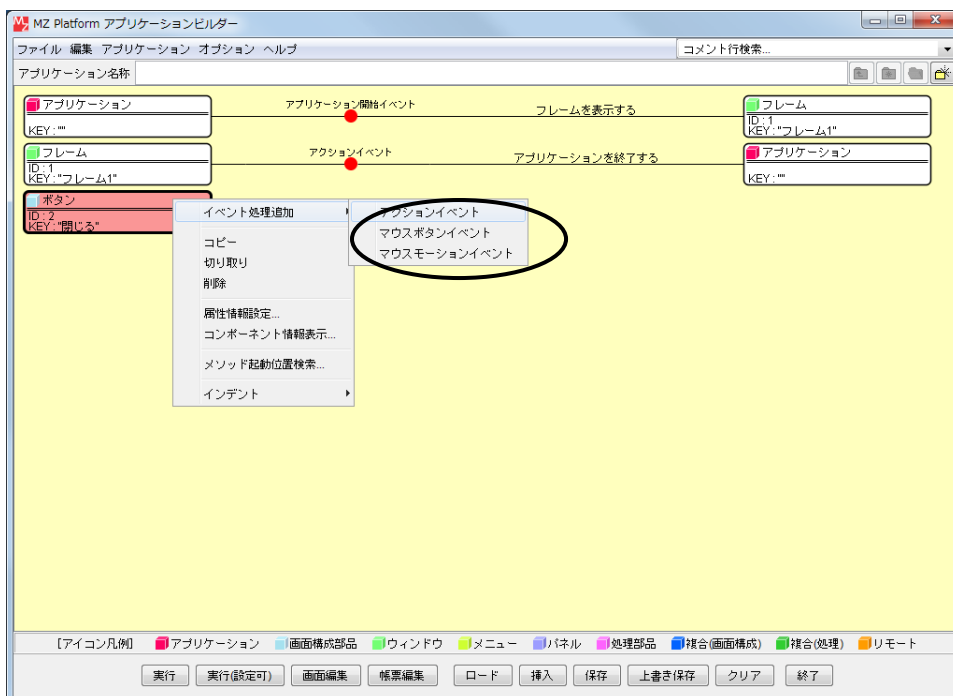 MZ Platform アプリケーションビルダー
ファイル 編集 アプリケーション オプション ヘルプ
コメント行検索...
アプリケーション名称
アプリケーション
KEY : ""
アプリケーション開始イベント
フレームを表示する
フレーム
ID : 1
KEY : "フレーム1"
フレーム
ID : 1
KEY : "フレーム1"
アクションイベント
アプリケーションを終了する
アプリケーション
KEY : ""
ボタン
ID : 2
KEY : "閉じる"
イベント処理追加
コピー
切り取り
削除
属性情報設定...
コンポーネント情報表示...
メソッド起動位置検索...
インデント
アクションイベント
マウスボタンイベント
マウスモーションイベント
[アイコン凡例] アプリケーション 画面構成部品 ウィンドウ メニュー パネル 処理部品 複合(画面構成) 複合(処理) リモート
実行 実行(設定可) 画面編集 帳票編集 ロード 挿入 保存 上書き保存 クリア 終了